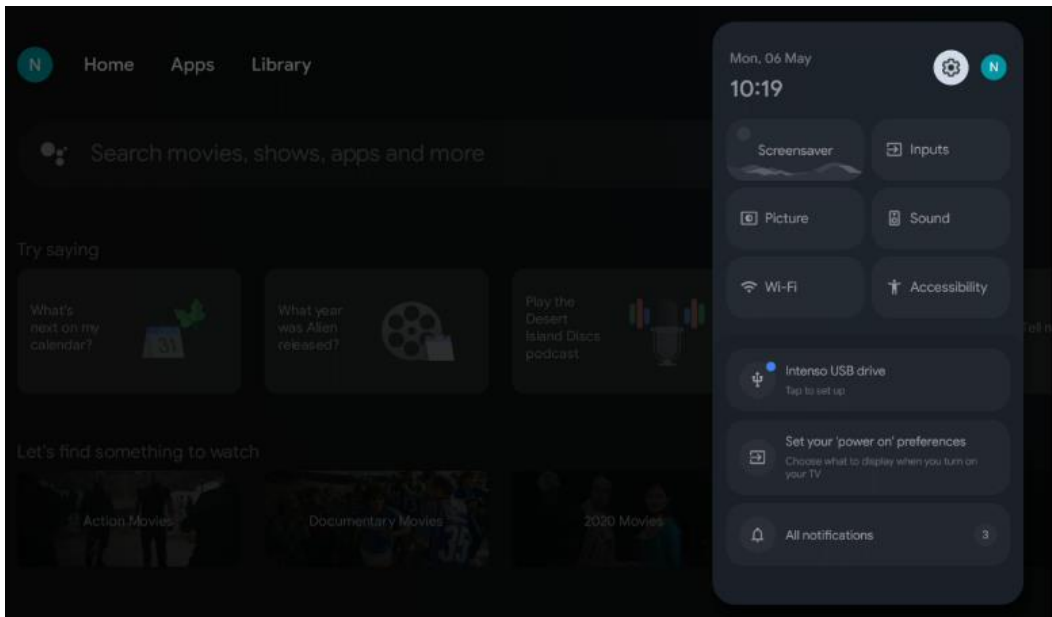 N
Home
Apps
Library
Search movies, shows, apps and more
Try saying
What's
next on my
calendar?
31
What year
was Alien
released?
Play the
Desert
Island Discs
podcast
Tell m
Let's find something to watch
Action Movies
Documentary Movies
35
2020 Movies
Mon, 06 May
10:19
N
Screensaver
Inputs
Picture
Sound
Wi-Fi
Accessibility
Intenso USB drive
Tap to set up
Set your 'power on' preferences
Choose what to display when you turn on
your TV
All notifications
3